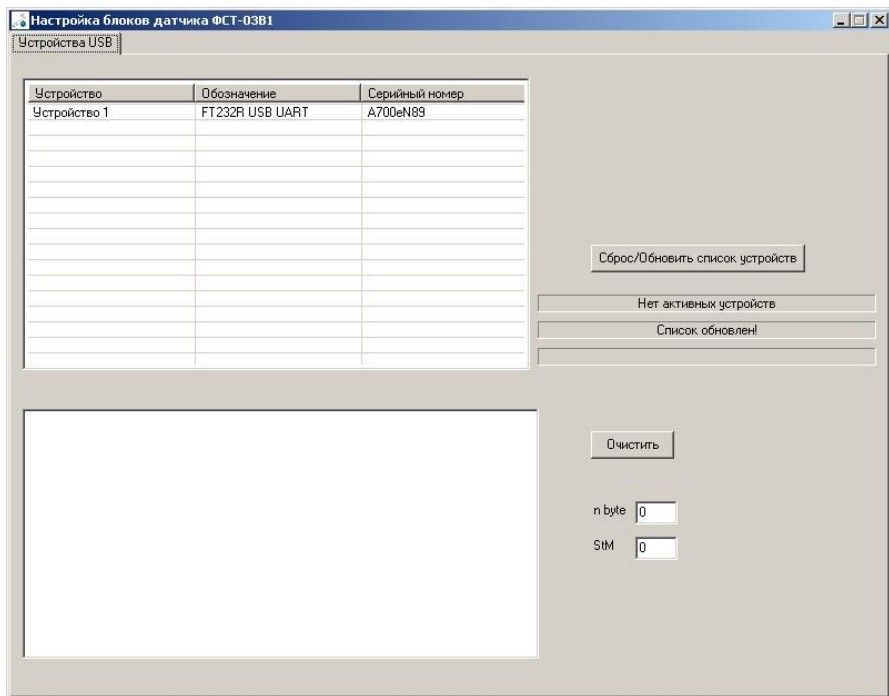 Настройка блоков датчика ФСТ-03В1
Устройства USB
Устройство Обозначение Серийный номер
Устройство 1 FT232R USB UART A700eN89
Сброс/Обновить список устройств
Нет активных устройств
Список обновлен!
Очистить
n byte 0
StM 0